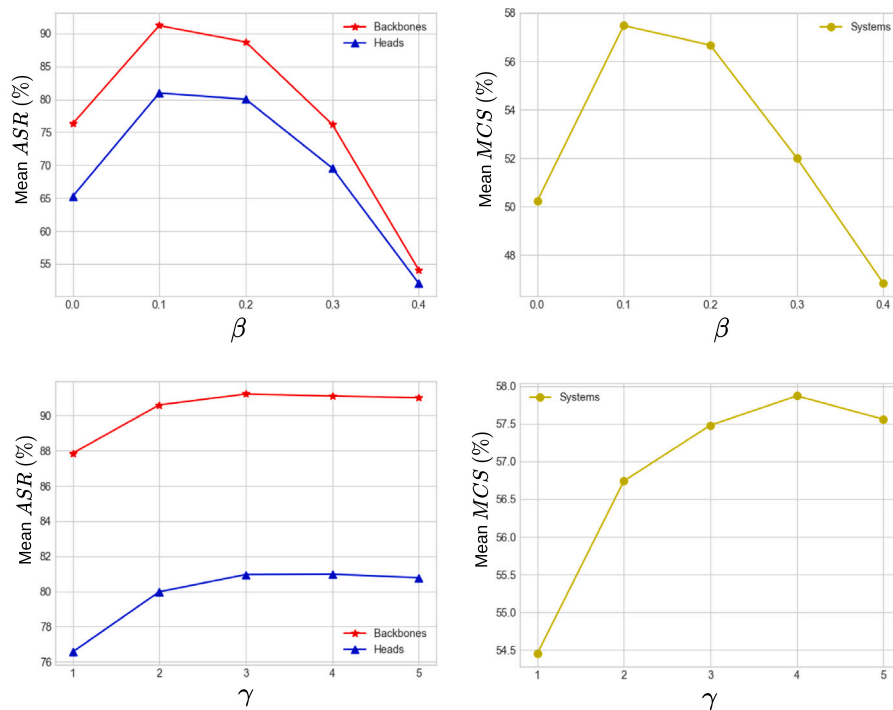 Mean ASR (%)
90
85
80
75
70
65
60
55
Backbones
Heads
0.0 0.1 0.2 0.3 0.4
β
Mean MCS (%)
58
56
54
52
50
48
Systems
0.0 0.1 0.2 0.3 0.4
β
Mean ASR (%)
90
88
86
84
82
80
78
76
Backbones
Heads
1 2 3 4 5
γ
Mean MCS (%)
58.0
57.5
57.0
56.5
56.0
55.5
55.0
54.5
Systems
1 2 3 4 5
γ